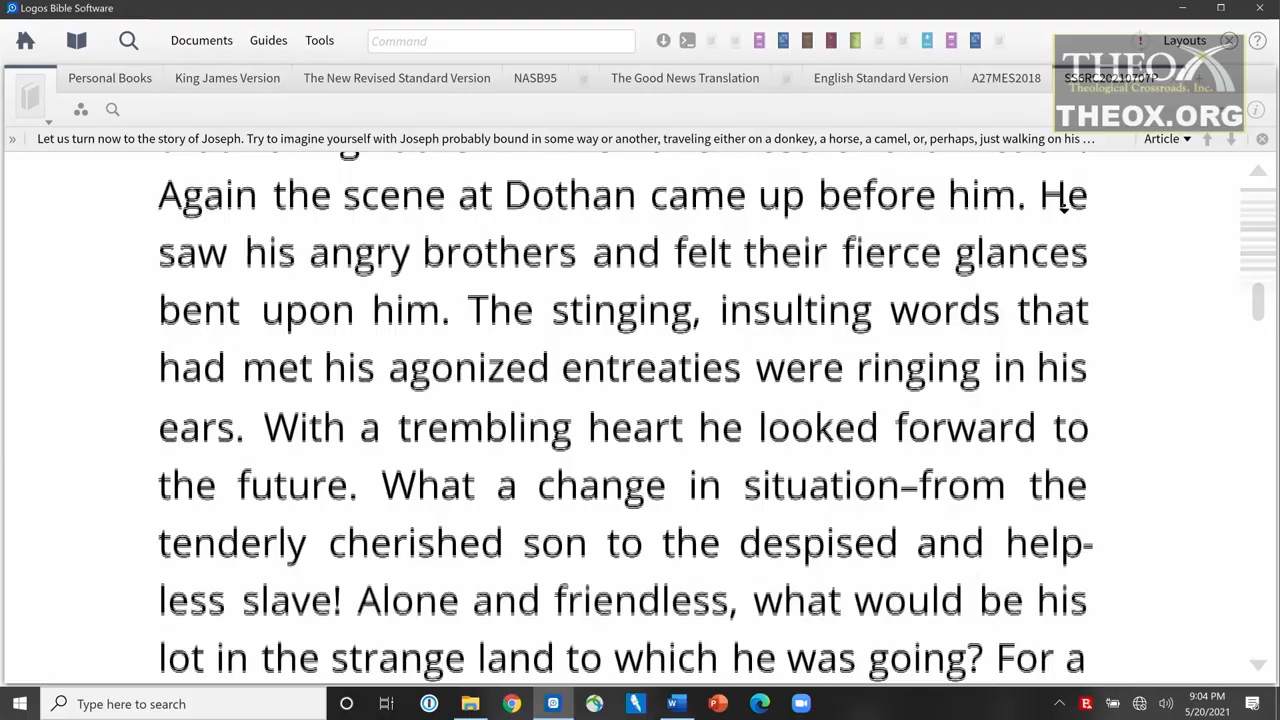 Logos Bible Software
Documents Guides Tools Command Layouts
Personal Books King James Version The New Revised Standard Version NASB95 The Good News Translation English Standard Version A27MES2018 SS6RC20210707P
THEOX
Theological Crossroads, Inc.
THEOX.ORG
Let us turn now to the story of Joseph. Try to imagine yourself with Joseph probably bound in some way or another, traveling either on a donkey, a horse, a camel, or, perhaps, just walking on his ... Article
Again the scene at Dothan came up before him. He
saw his angry brothers and felt their fierce glances
bent upon him. The stinging, insulting words that
had met his agonized entreaties were ringing in his
ears. With a trembling heart he looked forward to
the future. What a change in situation–from the
tenderly cherished son to the despised and help-
less slave! Alone and friendless, what would be his
lot in the strange land to which he was going? For a
Type here to search
9:04 PM
5/20/2021